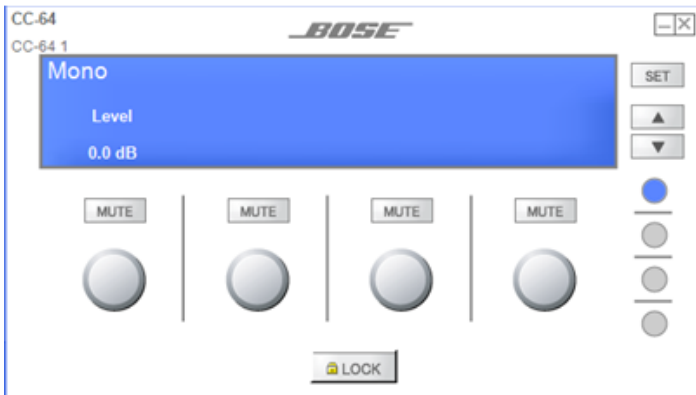 CC-64
BOSE
CC-64 1
Mono
SET
Level
0.0 dB
MUTE MUTE MUTE MUTE
LOCK